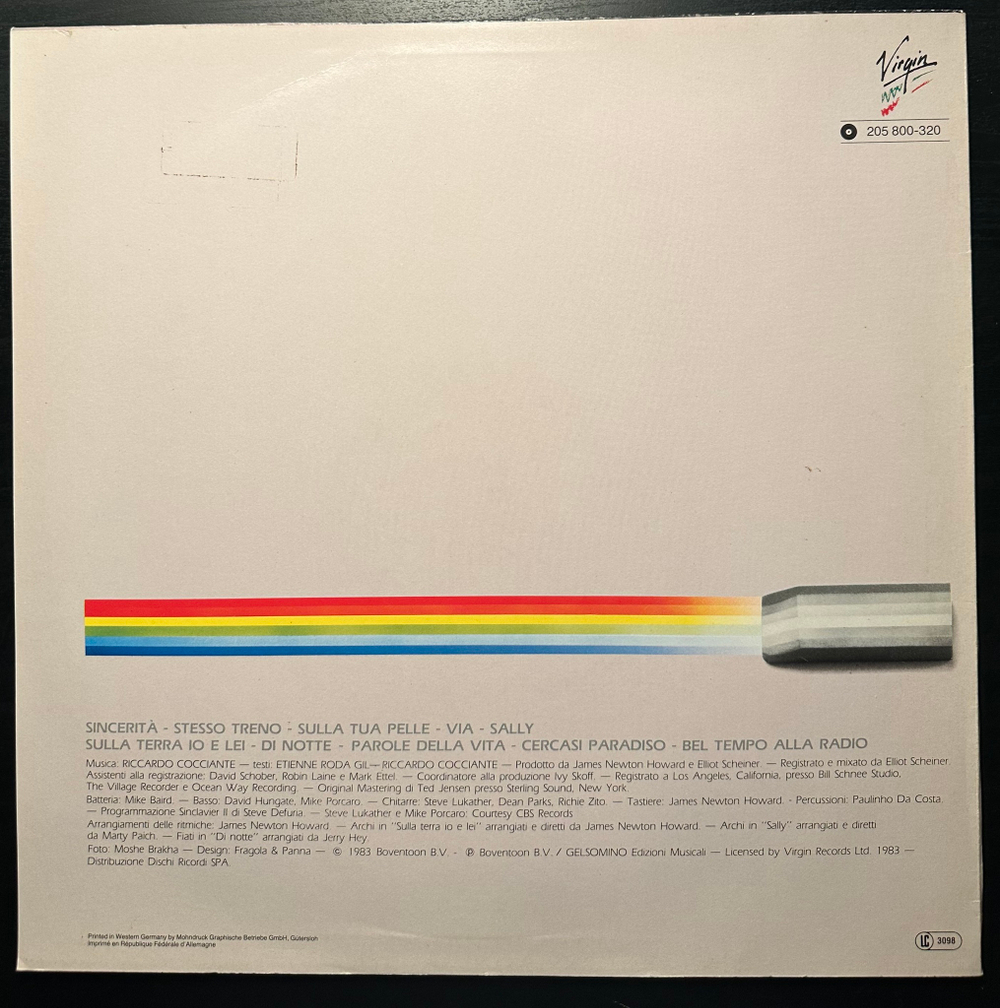 Virgin
205 800-320
SINCERITÀ - STESSO TRENO - SULLA TUA PELLE - VIA - SALLY
SULLA TERRA IO E LEI - DI NOTTE - PAROLE DELLA VITA - CERCASI PARADISO - BEL TEMPO ALLA RADIO
Musica: RICCARDO COCCIANTE — testi: ETIENNE RODA GIL — RICCARDO COCCIANTE — Prodotto da James Newton Howard e Elliot Scheiner. — Registrato e mixato da Elliot Scheiner.
Assistenti alla registrazione: David Schober, Robin Laine e Mark Ettel. — Coordinatore alla produzione Ivy Skoff. — Registrato a Los Angeles, California, presso Bill Schnee Studio,
The Village Recorder e Ocean Way Recording. — Original Mastering di Ted Jensen presso Sterling Sound, New York.
Batteria: Mike Baird. — Basso: David Hungate, Mike Porcaro. — Chitarre: Steve Lukather, Dean Parks, Richie Zito. — Tastiere: James Newton Howard. - Percussioni: Paulinho Da Costa.
— Programmazione Sinclavier II di Steve Defuria. — Steve Lukather e Mike Porcaro: Courtesy CBS Records
Arrangiamenti delle ritmiche: James Newton Howard. — Archi in "Sulla terra io e lei" arrangiati e diretti da James Newton Howard. — Archi in "Sally" arrangiati e diretti
da Marty Paich. — Fiati in "Di notte" arrangiati da Jerry Hey.
Foto: Moshe Brakha — Design: Fragola & Panna — © 1983 Boventoon B.V. - ℗ Boventoon B.V. / GELSOMINO Edizioni Musicali — Licensed by Virgin Records Ltd. 1983 —
Distribuzione Dischi Ricordi SPA
Printed in Western Germany by Mohndruck Graphische Betriebe GmbH, Gütersloh
Imprimé en République Fédérale d'Allemagne
LC 3098